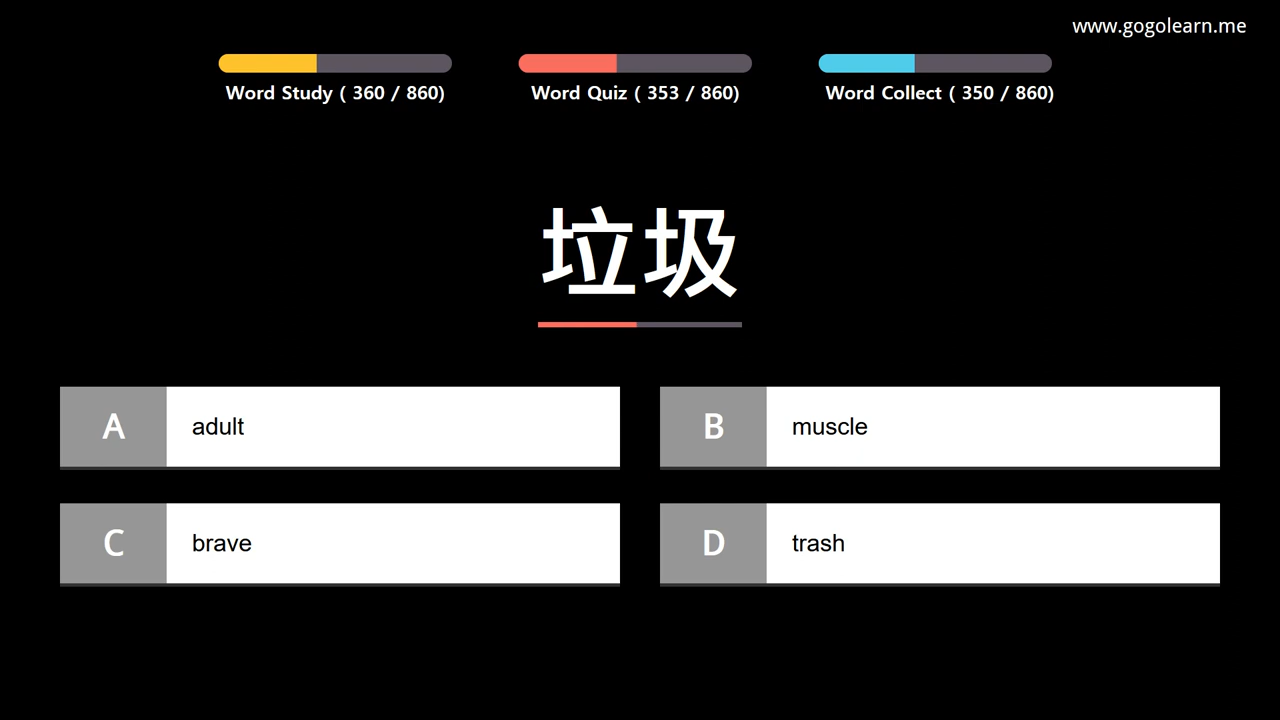 www.gogolearn.me
Word Study ( 360 / 860)
Word Quiz ( 353 / 860)
Word Collect ( 350 / 860)
垃圾
A adult
B muscle
C brave
D trash